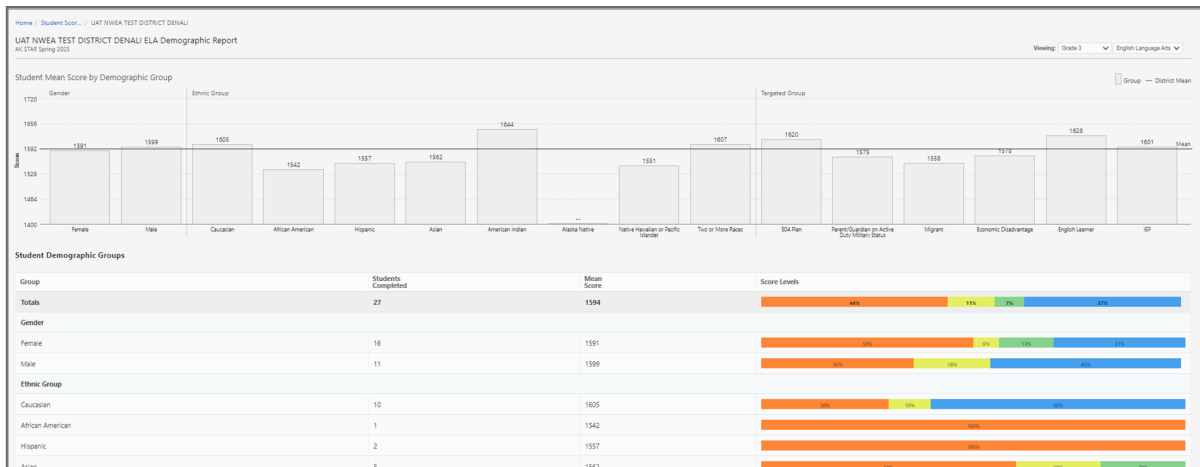 Home / Student Scor... / UAT NWEA TEST DISTRICT DENALI
UAT NWEA TEST DISTRICT DENALI ELA Demographic Report
AK STAR Spring 2023
Viewing: Grade 3 English Language Arts
Student Mean Score by Demographic Group
Group District Mean
Gender Ethnic Group Targeted Group
1720
1656
1592
1528
1464
1400
Score
1591 1599 1605 1542 1557 1562 1644 -- 1551 1607 1620 1575 1558 1576 1628 1601
Mean
Female Male Caucasian African American Hispanic Asian American Indian Alaska Native Native Hawaiian or Pacific Islander Two or More Races 504 Plan Parent/Guardian on Active Duty Military Status Migrant Economic Disadvantage English Learner IEP
Student Demographic Groups
Group Students Completed Mean Score Score Levels
Totals 27 1594 44% 11% 7% 37%
Gender
Female 16 1591 50% 6% 13% 31%
Male 11 1599 36% 18% 45%
Ethnic Group
Caucasian 10 1605 30% 10% 60%
African American 1 1542 100%
Hispanic 2 1557 100%
Asian 5 1562